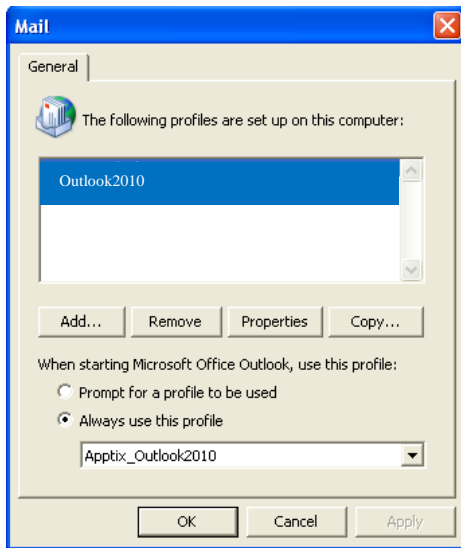 Mail
General
The following profiles are set up on this computer:
Outlook2010
Add... Remove Properties Copy...
When starting Microsoft Office Outlook, use this profile:
Prompt for a profile to be used
Always use this profile
Apptix_Outlook2010
OK Cancel Apply